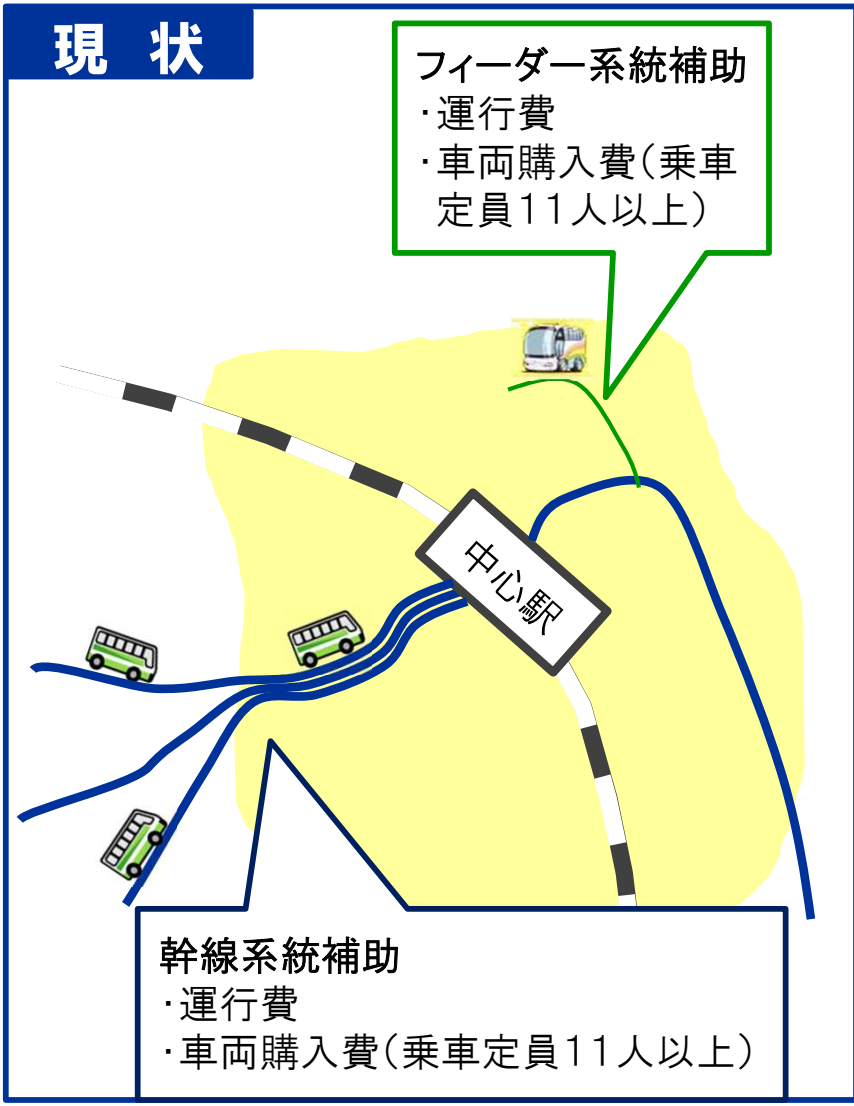 現 状
フィーダー系統補助
・運行費
・車両購入費(乗車
定員11人以上)
中心駅
幹線系統補助
・運行費
・車両購入費(乗車定員11人以上)